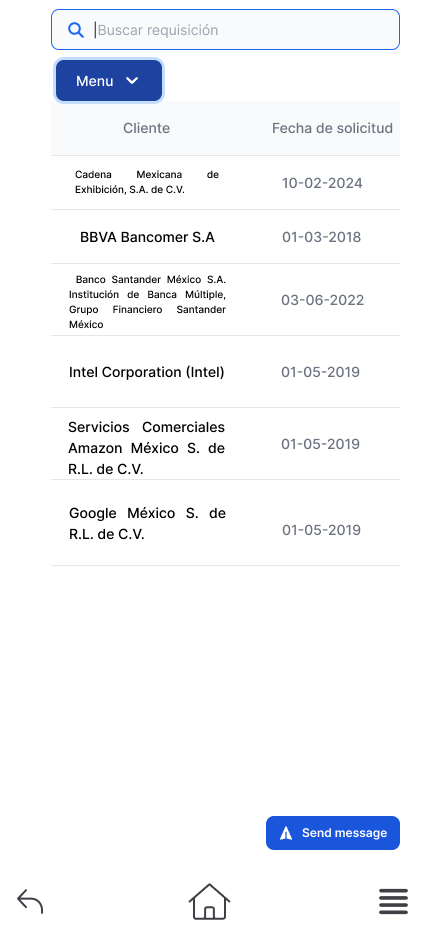 Buscar requisición
Menu
Cliente Fecha de solicitud
Cadena Mexicana de
Exhibición, S.A. de C.V.
10-02-2024
BBVA Bancomer S.A 01-03-2018
Banco Santander México S.A.
Institución de Banca Múltiple,
Grupo Financiero Santander
México
03-06-2022
Intel Corporation (Intel) 01-05-2019
Servicios Comerciales
Amazon México S. de
R.L. de C.V.
01-05-2019
Google México S. de
R.L. de C.V.
01-05-2019
Send message